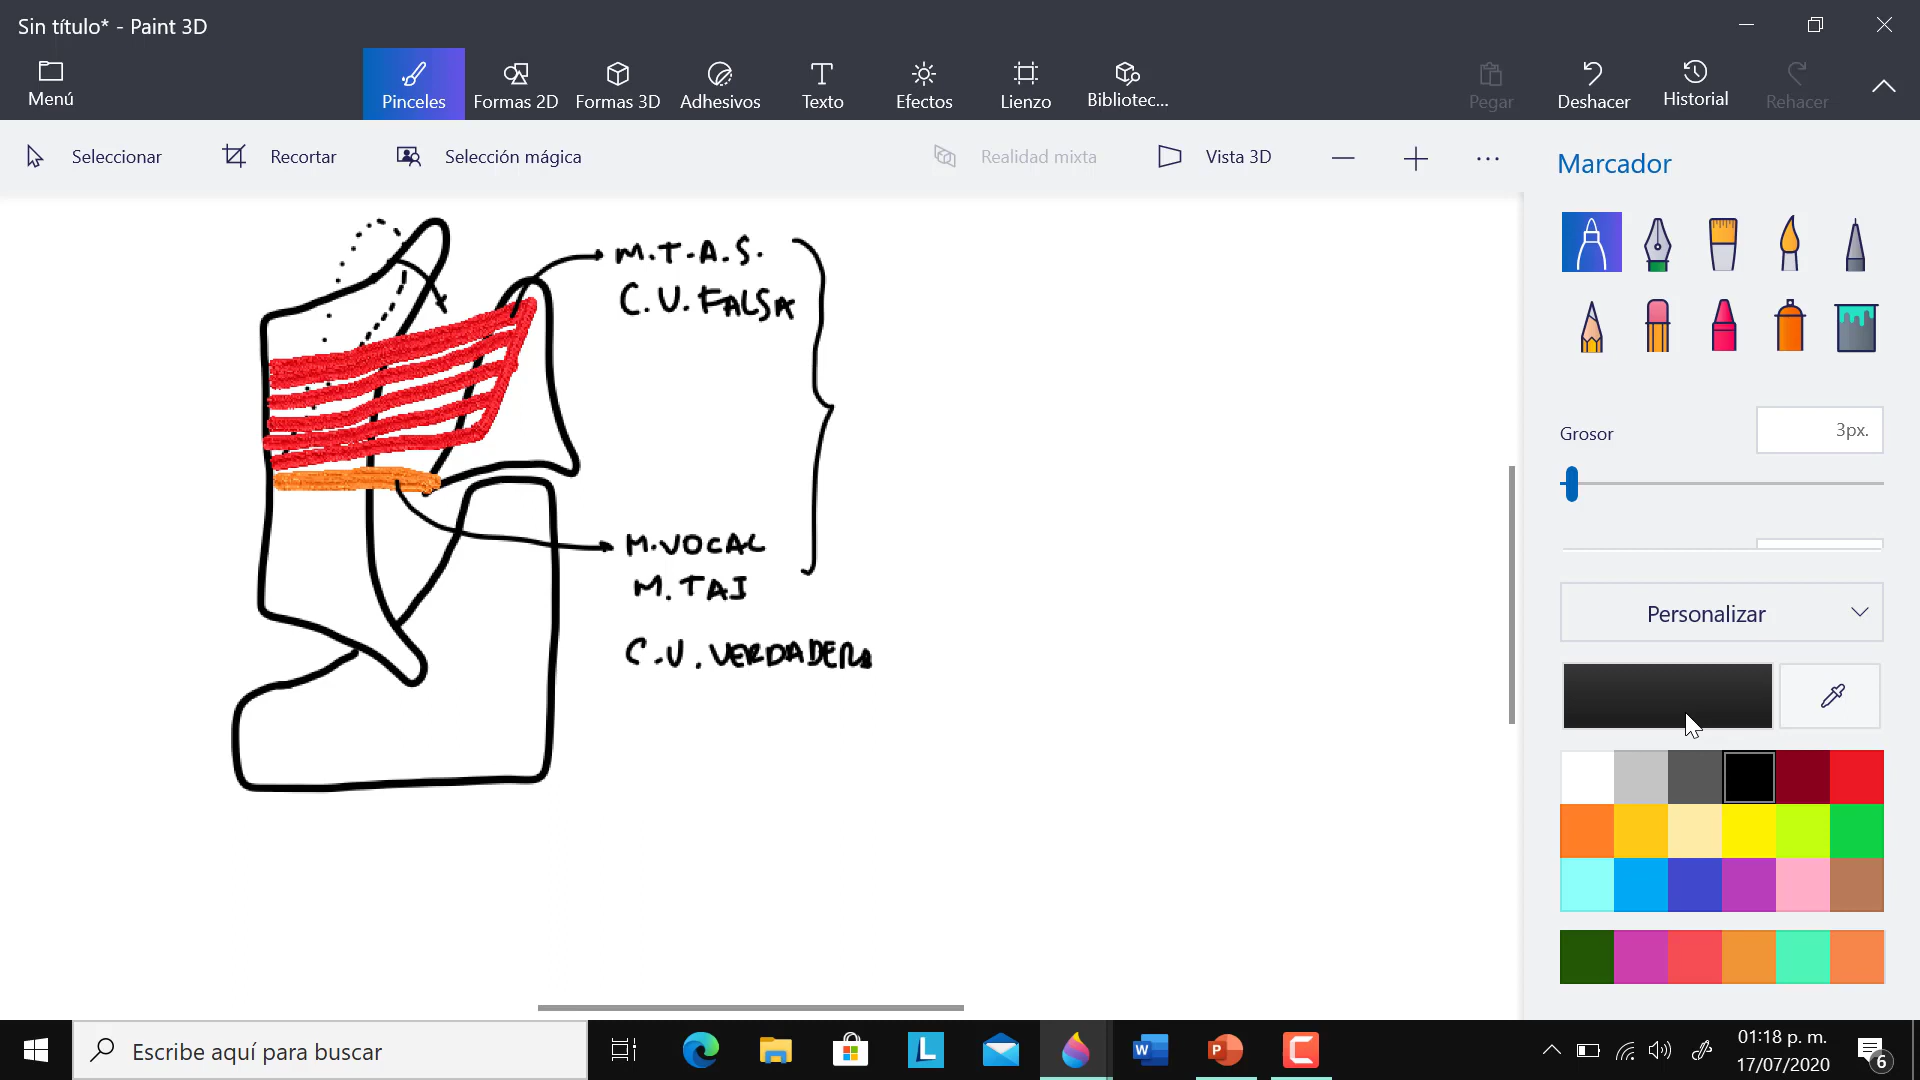 Sin título* - Paint 3D
Menú
Pinceles
Formas 2D
Formas 3D
Adhesivos
Texto
Efectos
Lienzo
Bibliotec...
Pegar
Deshacer
Historial
Rehacer
Seleccionar
Recortar
Selección mágica
Realidad mixta
Vista 3D
Marcador
M.T.A.S.
C.V. FALSA
Grosor
3px.
M.VOCAL
M.TAI
C.V. VERDADERA
Personalizar
Escribe aquí para buscar
01:18 p. m.
17/07/2020
6